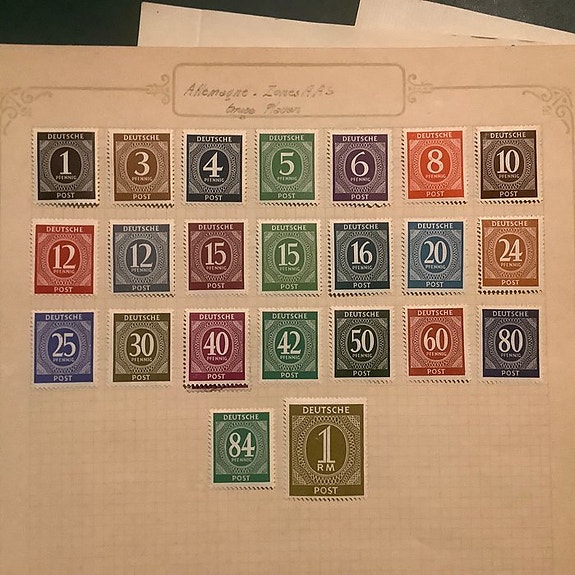 Allemagne - Zones A.A.S
DEUTSCHE 1 PFENNIG POST
DEUTSCHE 3 PFENNIG POST
DEUTSCHE 4 PFENNIG POST
DEUTSCHE 5 PFENNIG POST
DEUTSCHE 6 PFENNIG POST
DEUTSCHE 8 PFENNIG POST
DEUTSCHE 10 PFENNIG POST
DEUTSCHE 12 PFENNIG POST
DEUTSCHE 12 PFENNIG POST
DEUTSCHE 15 PFENNIG POST
DEUTSCHE 15 PFENNIG POST
DEUTSCHE 16 PFENNIG POST
DEUTSCHE 20 PFENNIG POST
DEUTSCHE 24 PFENNIG POST
DEUTSCHE 25 PFENNIG POST
DEUTSCHE 30 PFENNIG POST
DEUTSCHE 40 PFENNIG POST
DEUTSCHE 42 PFENNIG POST
DEUTSCHE 50 PFENNIG POST
DEUTSCHE 60 PFENNIG POST
DEUTSCHE 80 PFENNIG POST
DEUTSCHE 84 PFENNIG POST
DEUTSCHE 1 RM POST